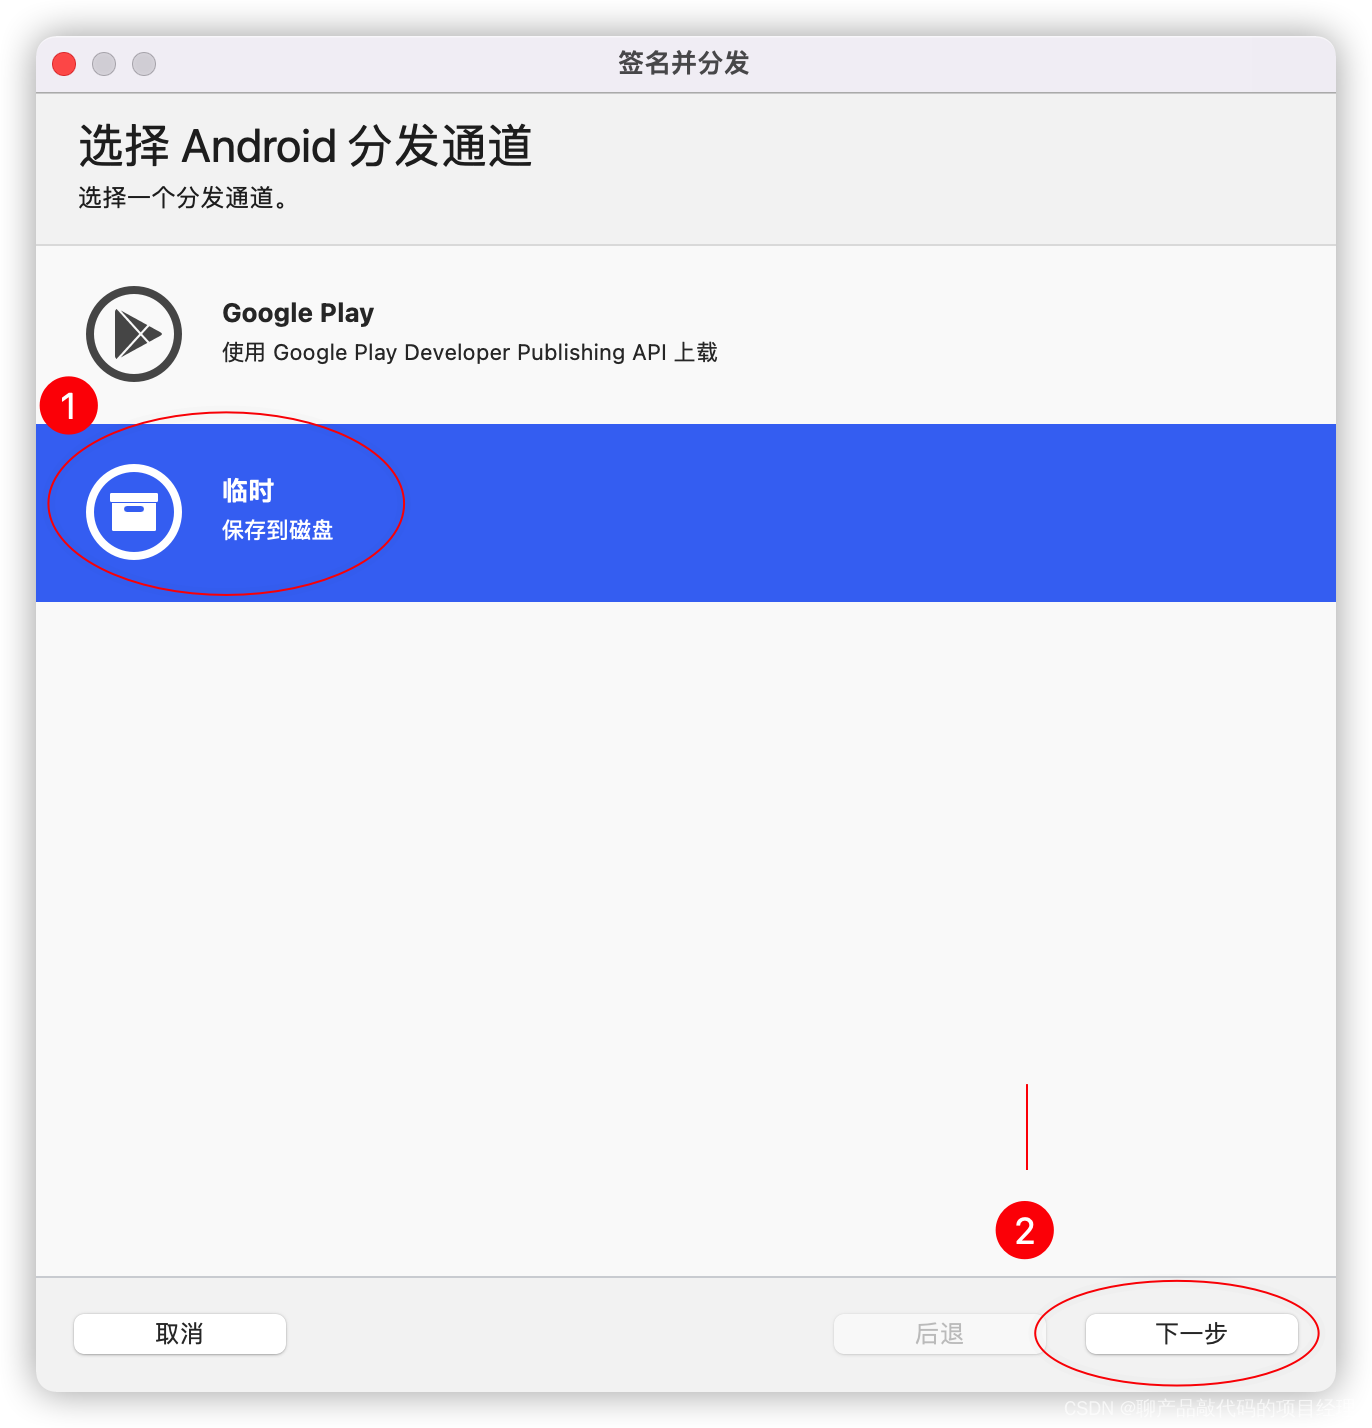 签名并分发
选择 Android 分发通道
选择一个分发通道。
Google Play
使用 Google Play Developer Publishing API 上载
1
临时
保存到磁盘
2
取消
后退
下一步
CSDN @聊产品敲代码的项目经理